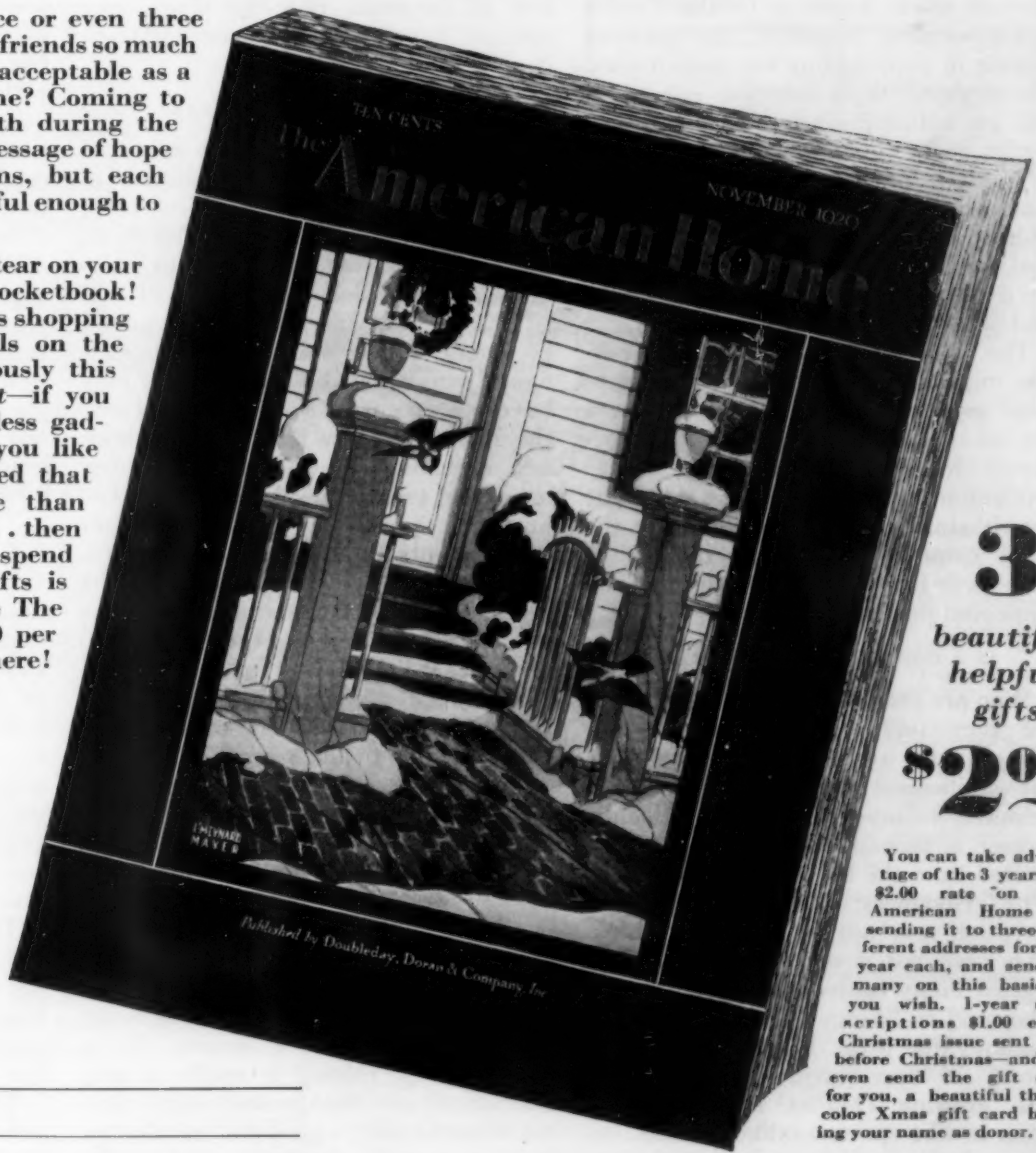 ce or even three
friends so much
acceptable as a
ne? Coming to
th during the
essage of hope
ns, but each
ful enough to
tear on your
ocketbook!
s shopping
ls on the
ously this
t—if you
less gad-
you like
ed that
e than
. then
spend
fts is
The
0 per
here!
TEN CENTS
NOVEMBER 1929
The
American Home
Published by Doubleday, Doran & Company, Inc
3
beautif
helpfu
gifts
$2.00
You can take ad
tage of the 3 year
$2.00 rate on
American Home
sending it to three
ferent addresses for
year each, and send
many on this basi
you wish. 1-year
scriptions $1.00 e
Christmas issue sent
before Christmas—and
even send the gift
for you, a beautiful th
color Xmas gift card b
ing your name as donor.